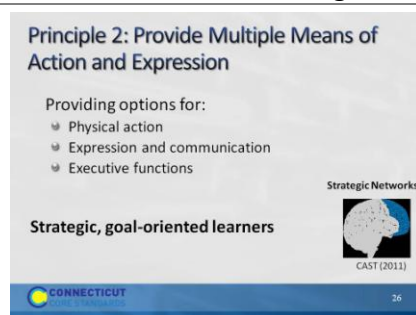 Principle 2: Provide Multiple Means of
Action and Expression
Providing options for:
Physical action
Expression and communication
Executive functions
Strategic Networks
Strategic, goal-oriented learners
CAST (2011)
CONNECTICUT
CORE STANDARDS
26